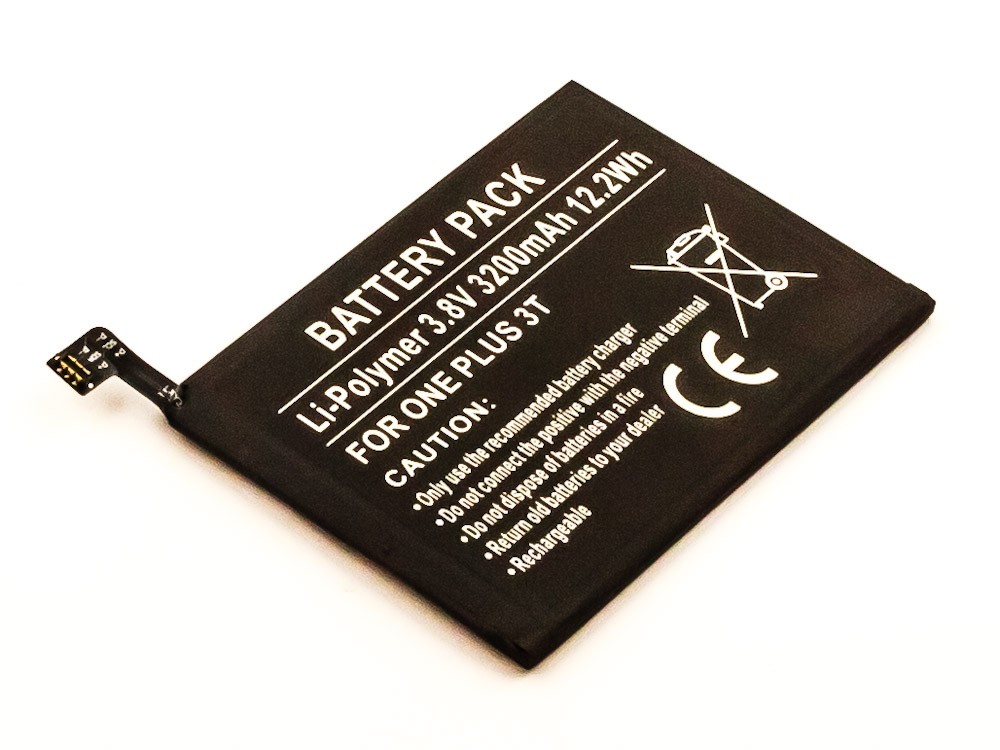 BATTERY PACK
Li-Polymer 3.8V 3200mAh 12.2Wh
FOR ONE PLUS 3T
CAUTION:
•Only use the recommended battery charger
•Do not connect the positive with the negative terminal
•Do not dispose of batteries in a fire
•Return old batteries to your dealer
•Rechargeable
CE